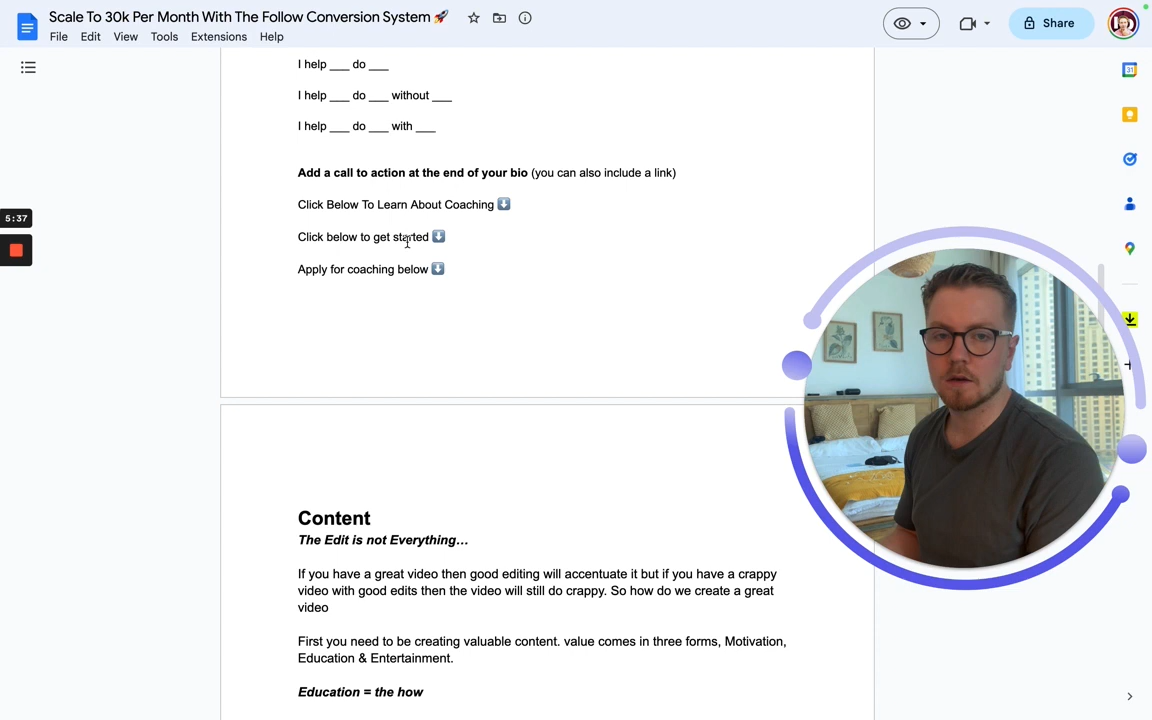 Scale To 30k Per Month With The Follow Conversion System 🚀
File Edit View Tools Extensions Help
Share
31
5:37
I help ___ do ___
I help ___ do ___ without ___
I help ___ do ___ with ___
Add a call to action at the end of your bio (you can also include a link)
Click Below To Learn About Coaching ⬇️
Click below to get started ⬇️
Apply for coaching below ⬇️
Content
The Edit is not Everything…
If you have a great video then good editing will accentuate it but if you have a crappy
video with good edits then the video will still do crappy. So how do we create a great
video
First you need to be creating valuable content. value comes in three forms, Motivation,
Education & Entertainment.
Education = the how